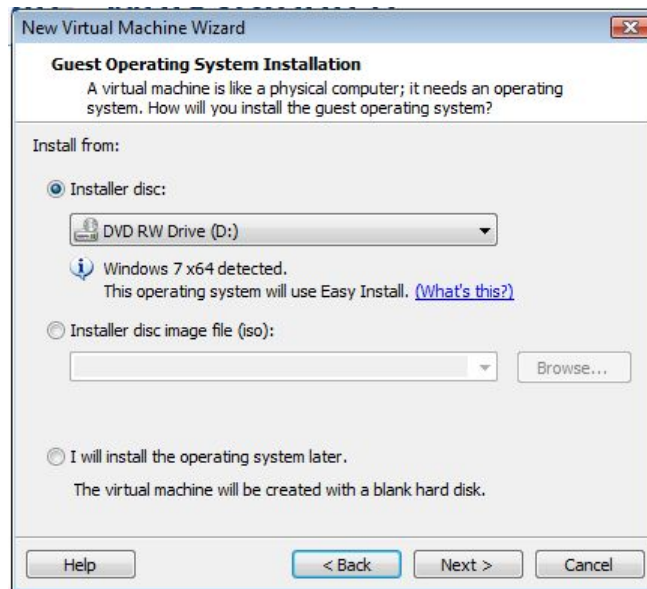 New Virtual Machine Wizard
Guest Operating System Installation
A virtual machine is like a physical computer; it needs an operating
system. How will you install the guest operating system?
Install from:
Installer disc:
DVD RW Drive (D:)
Windows 7 x64 detected.
This operating system will use Easy Install. (What's this?)
Installer disc image file (iso):
Browse...
I will install the operating system later.
The virtual machine will be created with a blank hard disk.
Help < Back Next > Cancel